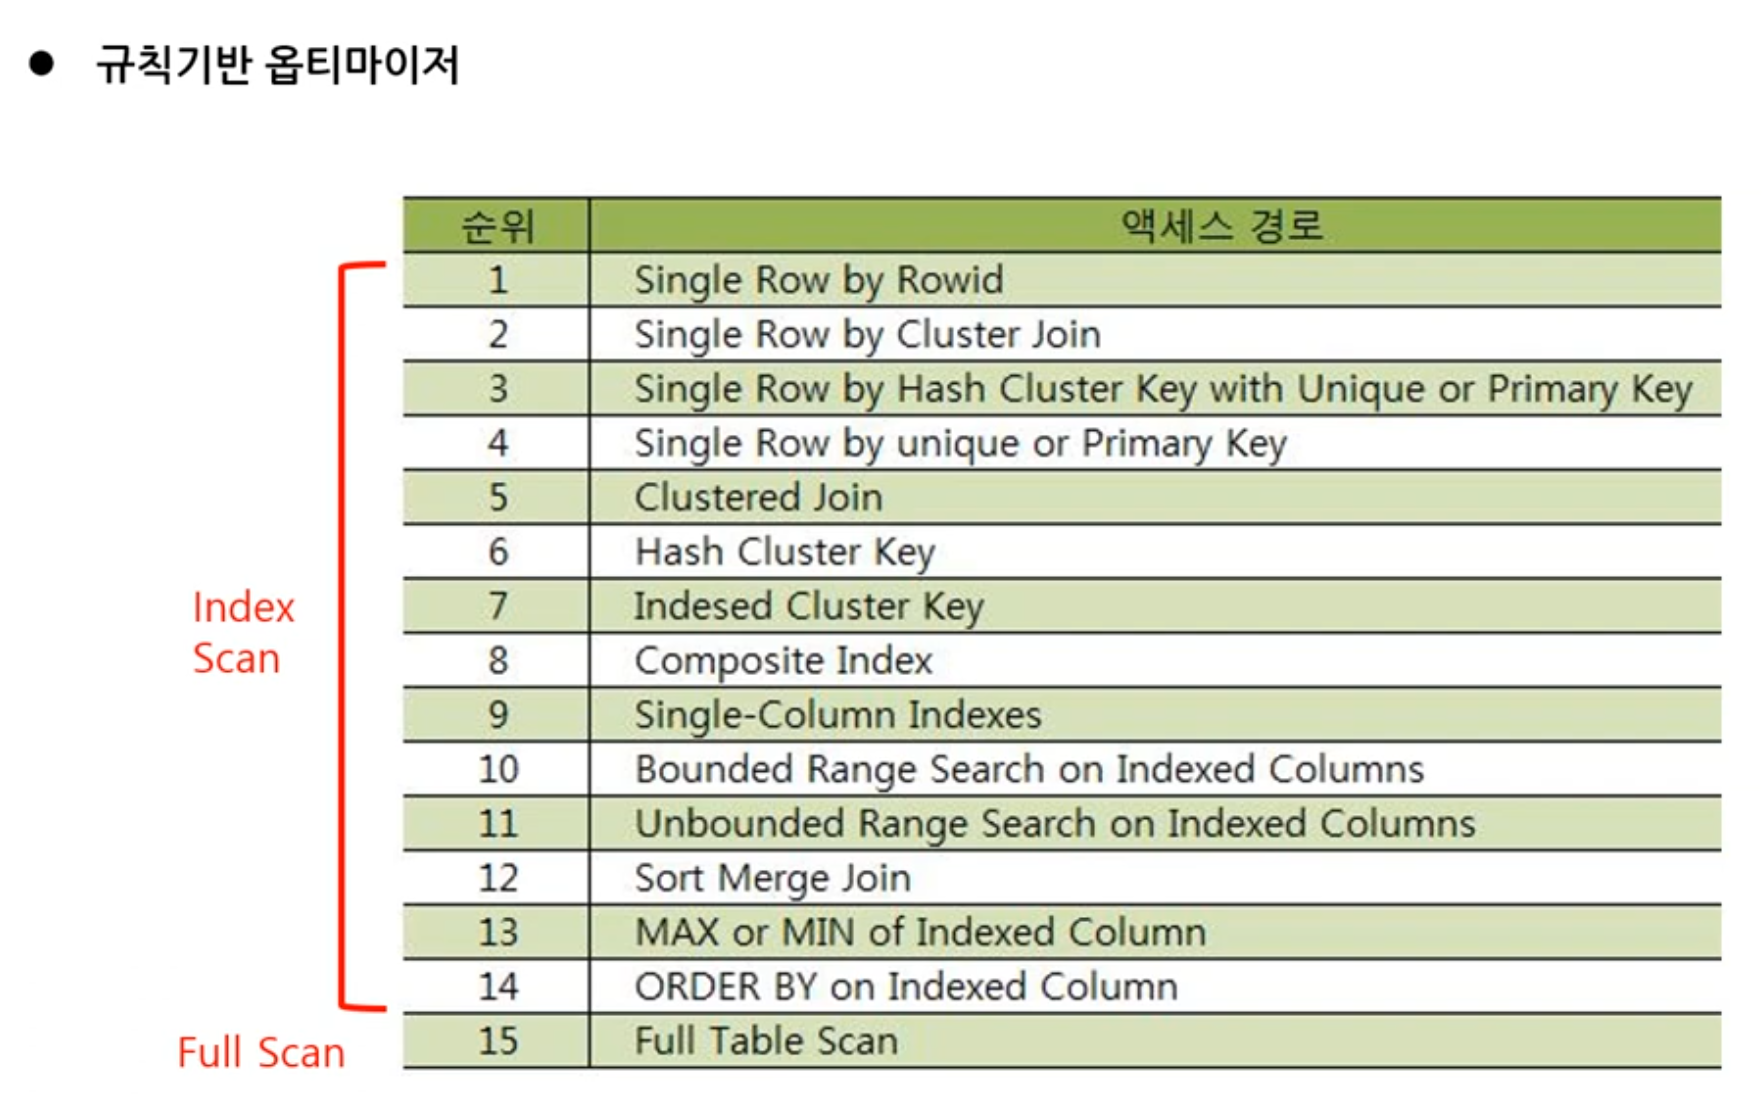 ● 규칙기반 옵티마이저
순위 액세스 경로
1 Single Row by Rowid
2 Single Row by Cluster Join
3 Single Row by Hash Cluster Key with Unique or Primary Key
4 Single Row by unique or Primary Key
5 Clustered Join
6 Hash Cluster Key
7 Indesed Cluster Key
8 Composite Index
9 Single-Column Indexes
10 Bounded Range Search on Indexed Columns
11 Unbounded Range Search on Indexed Columns
12 Sort Merge Join
13 MAX or MIN of Indexed Column
14 ORDER BY on Indexed Column
15 Full Table Scan
Index
Scan
Full Scan